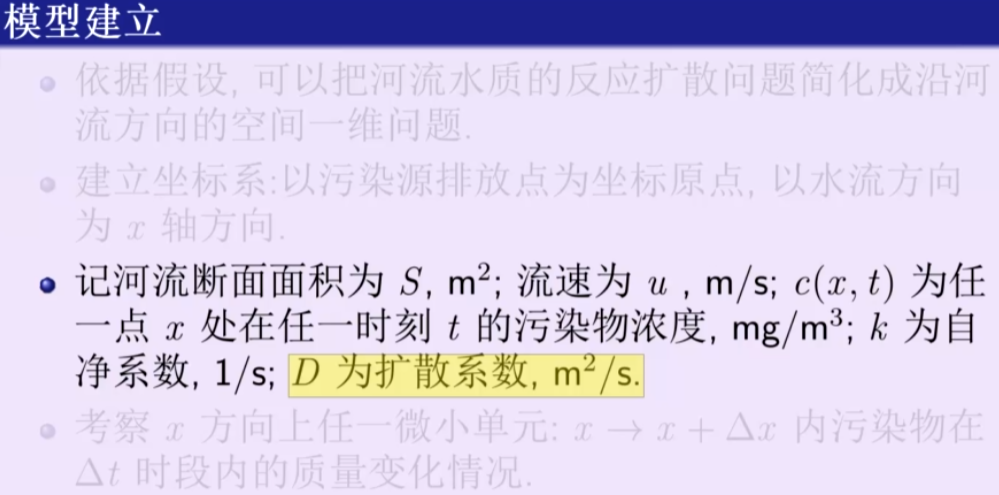 模型建立
依据假设, 可以把河流水质的反应扩散问题简化成沿河
流方向的空间一维问题.
建立坐标系:以污染源排放点为坐标原点, 以水流方向
为 x 轴方向.
记河流断面面积为 S, m²; 流速为 u , m/s; c(x, t) 为任
一点 x 处在任一时刻 t 的污染物浓度, mg/m³; k 为自
净系数, 1/s; D 为扩散系数, m²/s.
考察 x 方向上任一微小单元: x → x + Δx 内污染物在
Δt 时段内的质量变化情况.